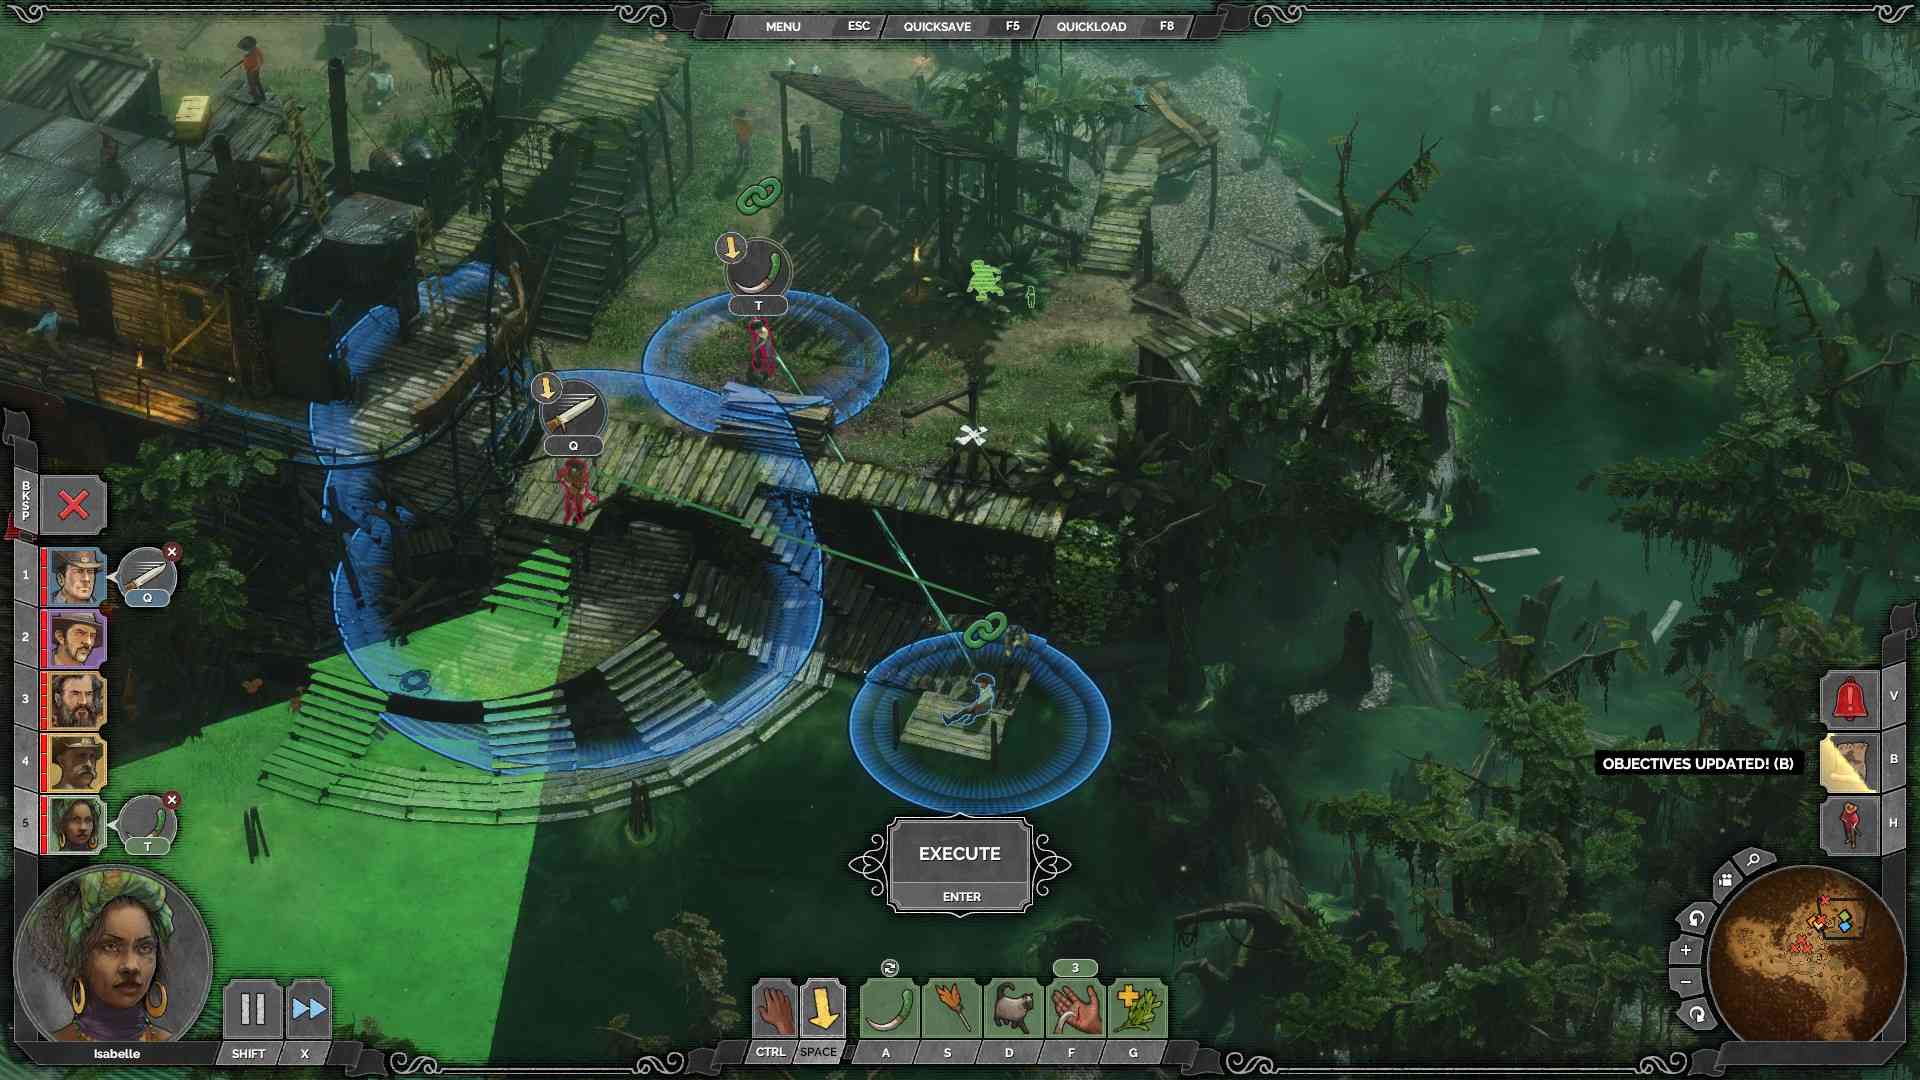 MENU ESC QUICKSAVE F5 QUICKLOAD F8
T
Q
BKSP
1
Q
2
3
4
5
T
V
OBJECTIVES UPDATED! (B)
B
H
EXECUTE
ENTER
3
Isabelle
SHIFT X
CTRL SPACE A S D F G